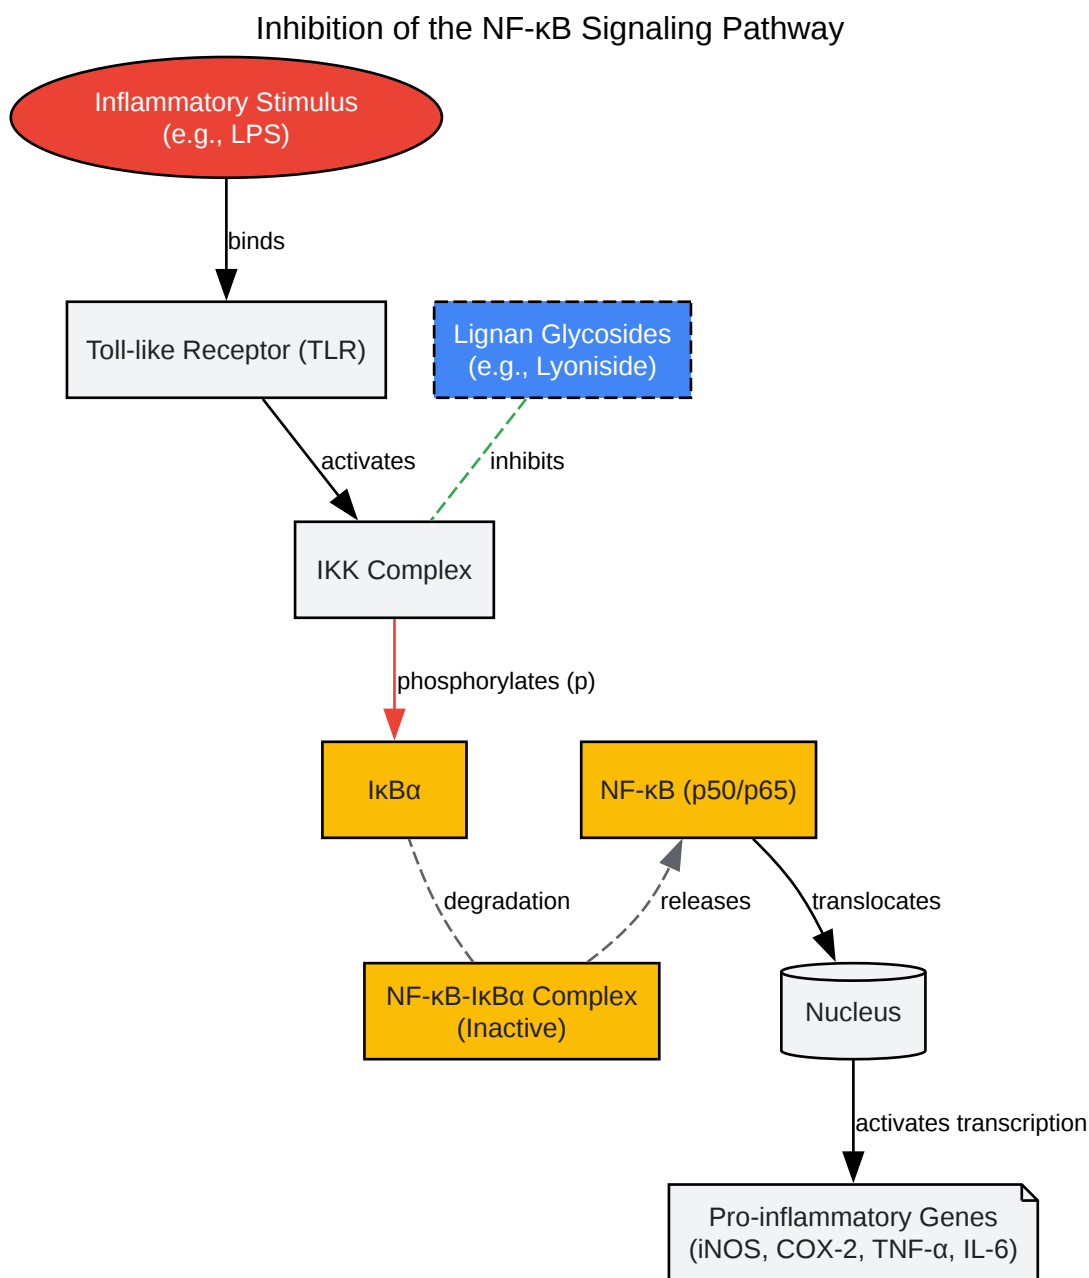 Inhibition of the NF-κB Signaling Pathway
Inflammatory Stimulus
(e.g., LPS)
binds
Toll-like Receptor (TLR)
Lignan Glycosides
(e.g., Lyoniside)
activates
inhibits
IKK Complex
phosphorylates (p)
IκBα
NF-κB (p50/p65)
degradation
releases
translocates
NF-κB-IκBα Complex
(Inactive)
Nucleus
activates transcription
Pro-inflammatory Genes
(iNOS, COX-2, TNF-α, IL-6)